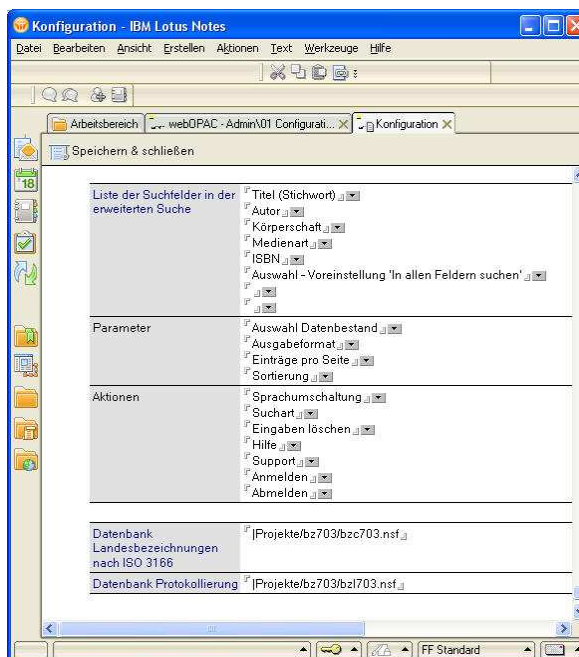 Konfiguration - IBM Lotus Notes
Datei Bearbeiten Ansicht Erstellen Aktionen Text Werkzeuge Hilfe
Arbeitsbereich webOPAC - Admin\01 Configurati... Konfiguration
Speichern & schließen
18
Liste der Suchfelder in der erweiterten Suche
Titel (Stichwort)
Autor
Körperschaft
Medienart
ISBN
Auswahl - Voreinstellung 'In allen Feldern suchen'
Parameter
Auswahl Datenbestand
Ausgabeformat
Einträge pro Seite
Sortierung
Aktionen
Sprachumschaltung
Suchart
Eingaben löschen
Hilfe
Support
Anmelden
Abmelden
Datenbank
Landesbezeichnungen
nach ISO 3166
|Projekte/bz703/bzc703.nsf
Datenbank Protokollierung
|Projekte/bz703/bzl703.nsf
FF Standard